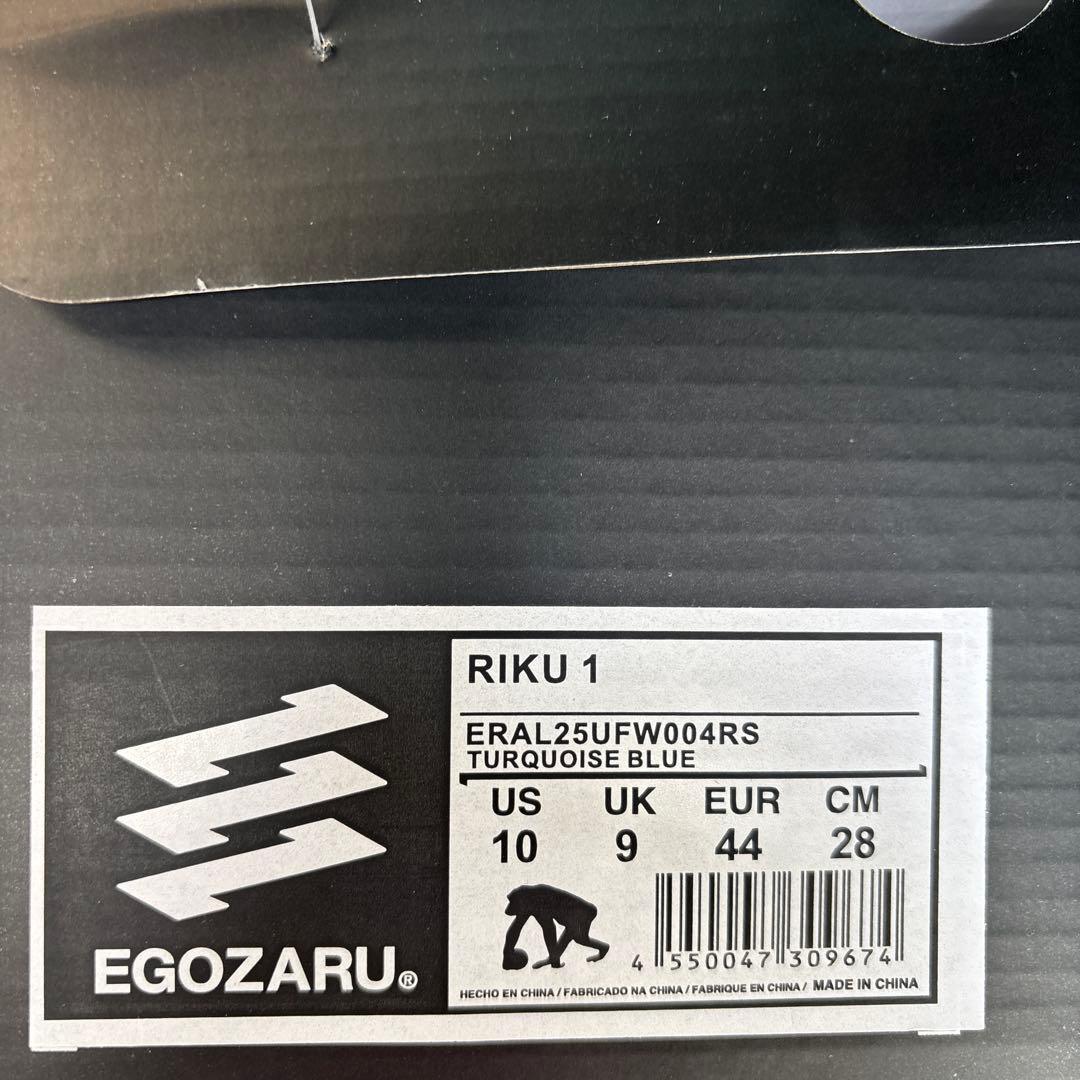 EGOZARU®
RIKU 1
ERAL25UFW004RS
TURQUOISE BLUE
US UK EUR CM
10 9 44 28
4 550047 309674
HECHO EN CHINA / FABRICADO NA CHINA / FABRIQUE EN CHINA / MADE IN CHINA